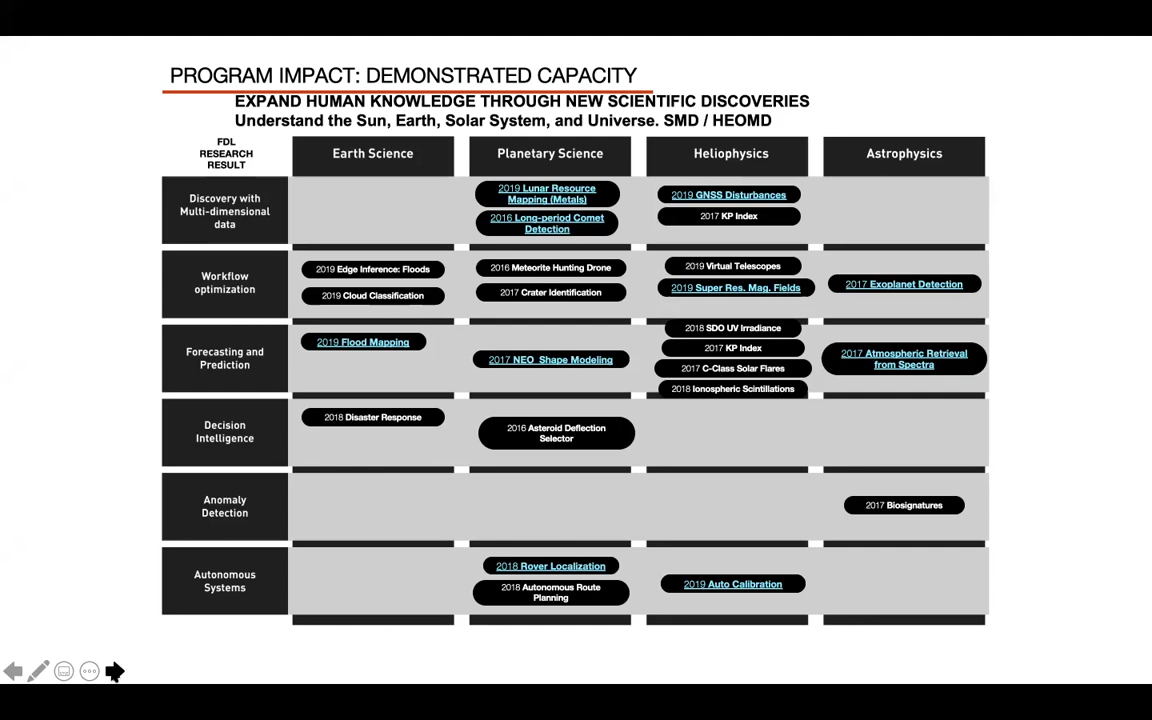 PROGRAM IMPACT: DEMONSTRATED CAPACITY
EXPAND HUMAN KNOWLEDGE THROUGH NEW SCIENTIFIC DISCOVERIES
Understand the Sun, Earth, Solar System, and Universe. SMD / HEOMD
FDL
RESEARCH
RESULT
Earth Science
Planetary Science
Heliophysics
Astrophysics
Discovery with
Multi-dimensional
data
2019 Lunar Resource
Mapping (Metals)
2016 Long-period Comet
Detection
2019 GNSS Disturbances
2017 KP Index
Workflow
optimization
2019 Edge Inference: Floods
2019 Cloud Classification
2016 Meteorite Hunting Drone
2017 Crater Identification
2019 Virtual Telescopes
2019 Super Res. Mag. Fields
2017 Exoplanet Detection
Forecasting and
Prediction
2019 Flood Mapping
2017 NEO Shape Modeling
2018 SDO UV Irradiance
2017 KP Index
2017 C-Class Solar Flares
2018 Ionospheric Scintillations
2017 Atmospheric Retrieval
from Spectra
Decision
Intelligence
2018 Disaster Response
2016 Asteroid Deflection
Selector
Anomaly
Detection
2017 Biosignatures
Autonomous
Systems
2018 Rover Localization
2018 Autonomous Route
Planning
2019 Auto Calibration